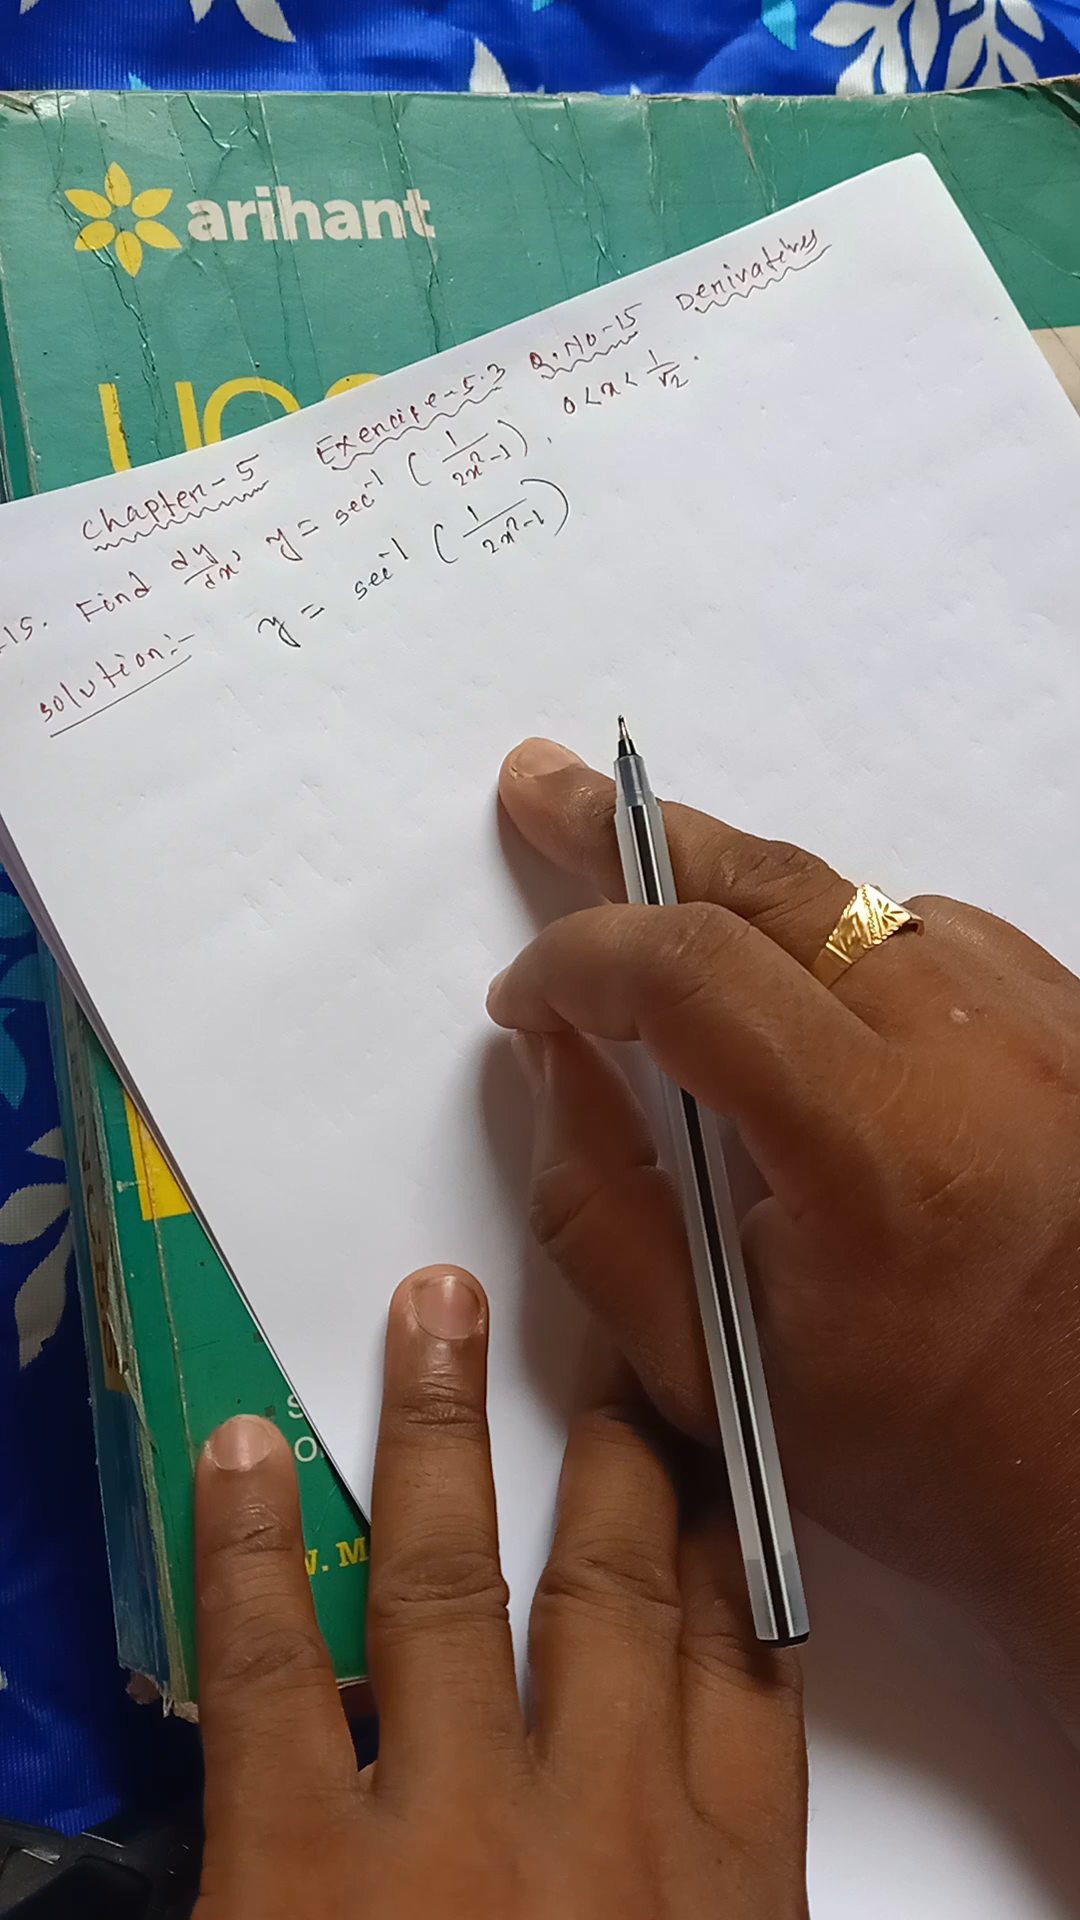 arihant
Chapter-5 Exercise-5.3 Q.No-15 Derivatives
15. Find dy/dx, y = sec⁻¹ (1/(2x²-1)), 0<x<1/√2.
Solution:- y = sec⁻¹ (1/(2x²-1))